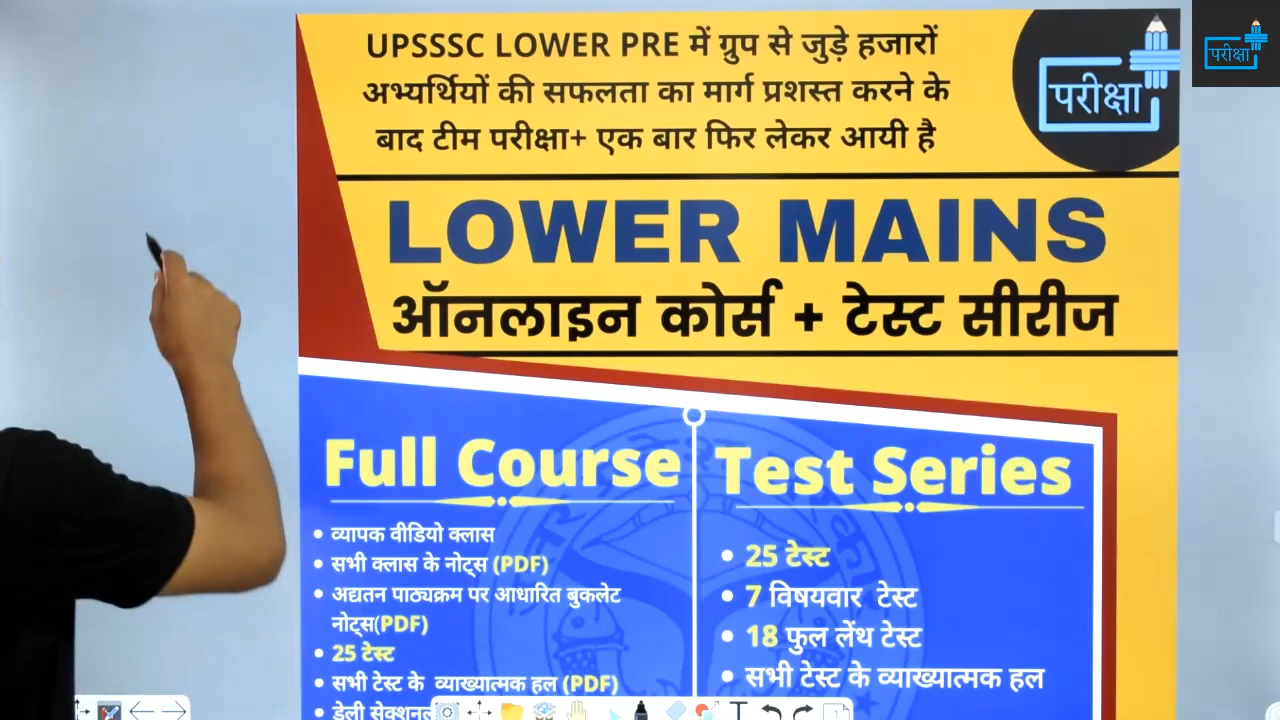 UPSSSC LOWER PRE में ग्रुप से जुड़े हजारों
अभ्यर्थियों की सफलता का मार्ग प्रशस्त करने के
बाद टीम परीक्षा+ एक बार फिर लेकर आयी है
परीक्षा
परीक्षा
LOWER MAINS
ऑनलाइन कोर्स + टेस्ट सीरीज
Full Course
व्यापक वीडियो क्लास
सभी क्लास के नोट्स (PDF)
अद्यतन पाठ्यक्रम पर आधारित बुकलेट
नोट्स(PDF)
25 टेस्ट
सभी टेस्ट के व्याख्यात्मक हल (PDF)
डेली सेक्शनल
Test Series
25 टेस्ट
7 विषयवार टेस्ट
18 फुल लेंथ टेस्ट
सभी टेस्ट के व्याख्यात्मक हल